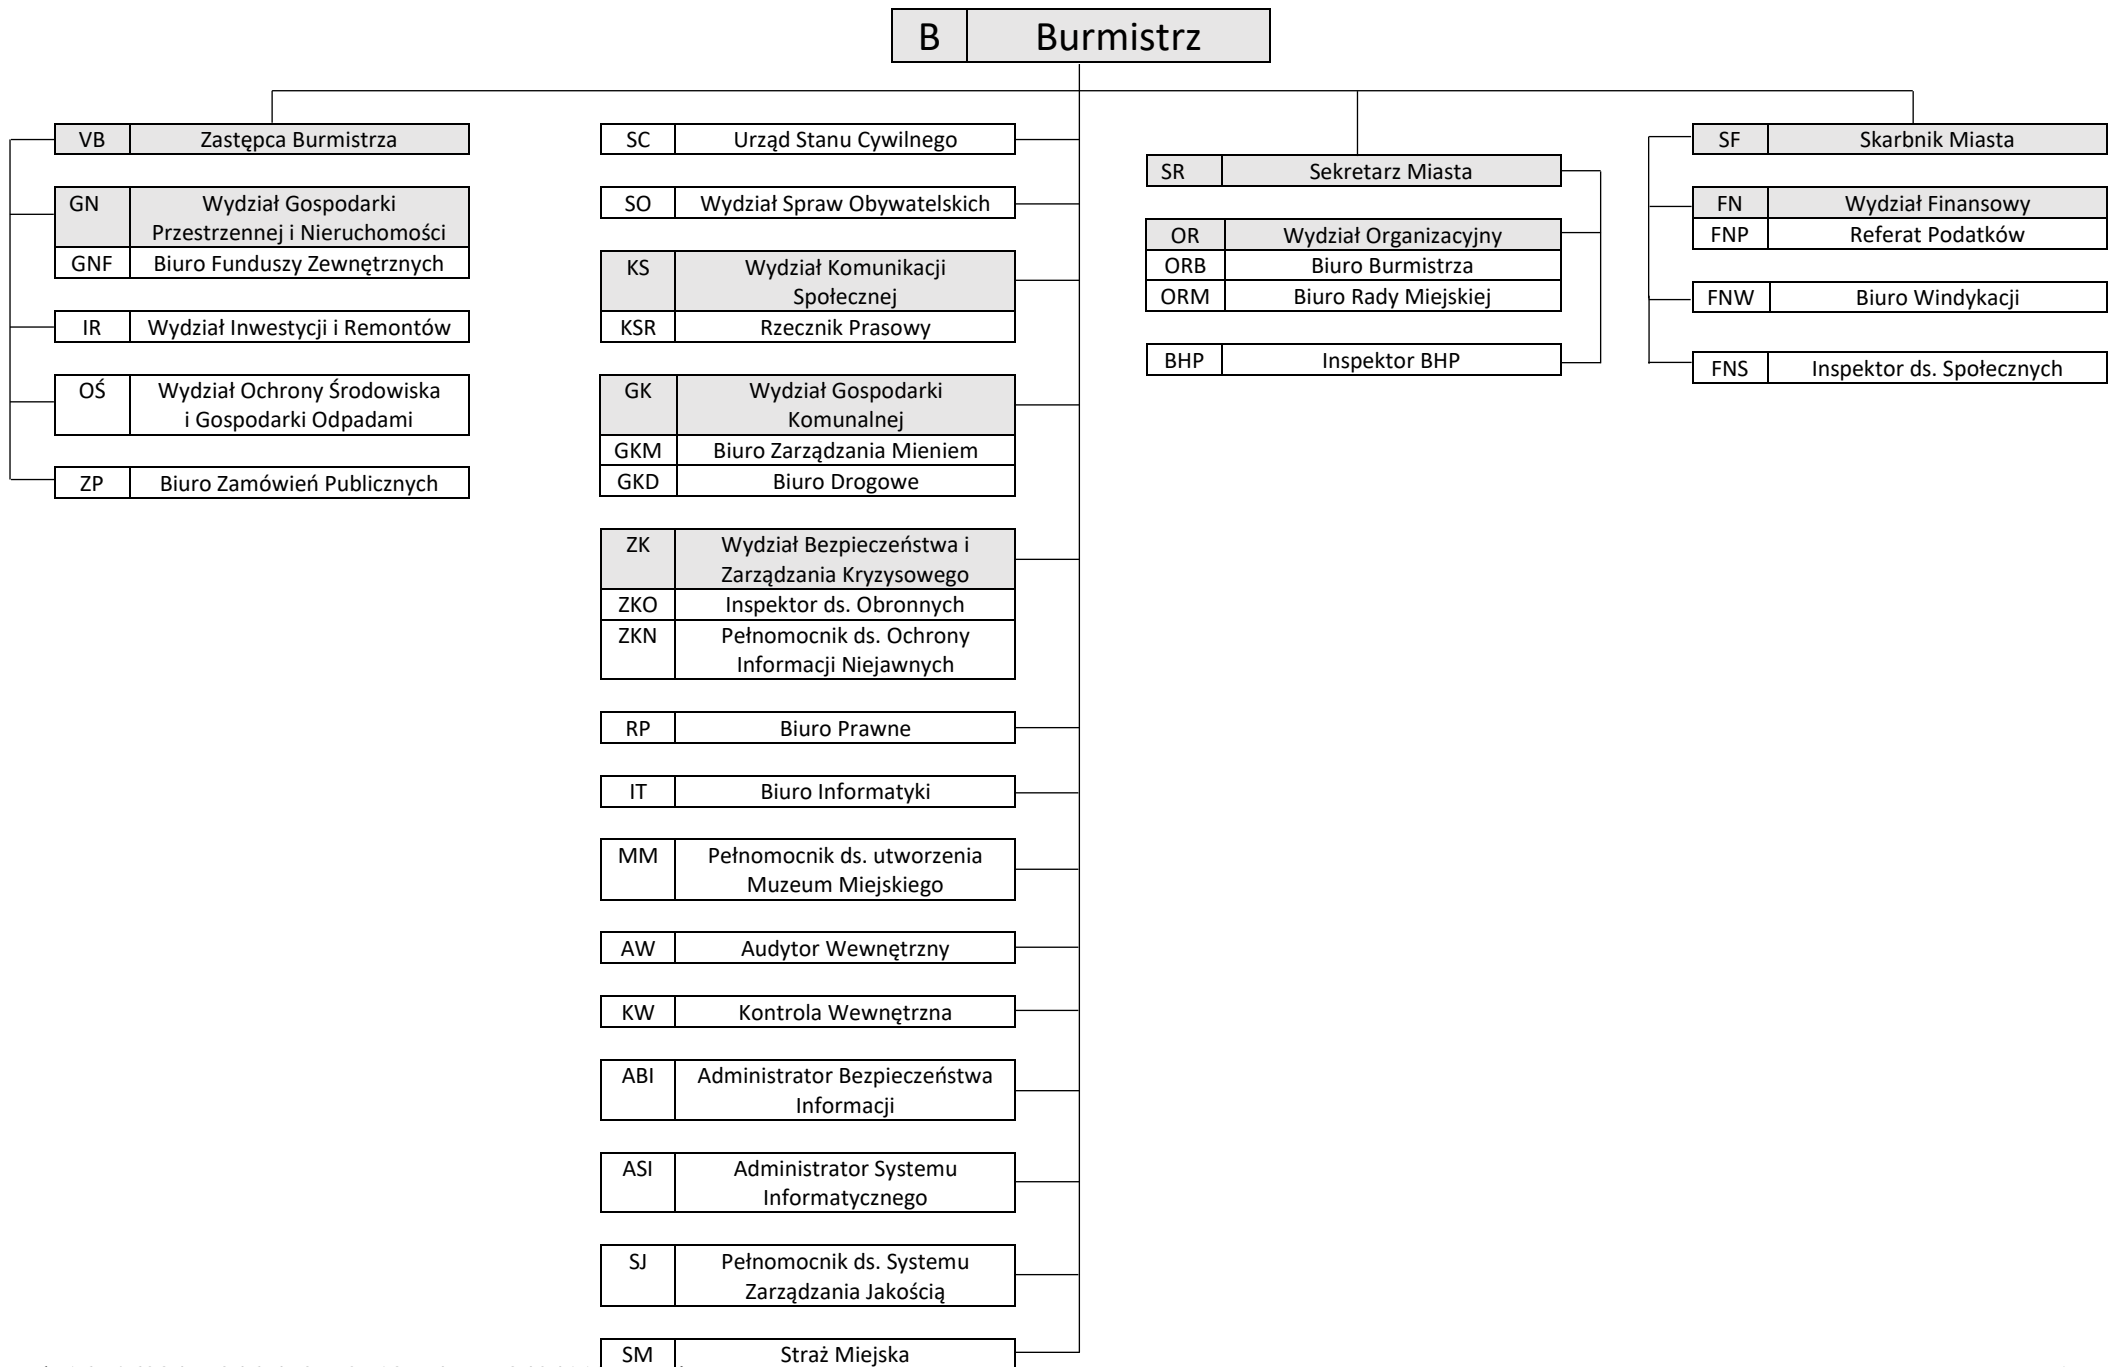 B Burmistrz
VB Zastępca Burmistrza
GN Wydział Gospodarki
Przestrzennej i Nieruchomości
GNF Biuro Funduszy Zewnętrznych
IR Wydział Inwestycji i Remontów
OŚ Wydział Ochrony Środowiska
i Gospodarki Odpadami
ZP Biuro Zamówień Publicznych
SC Urząd Stanu Cywilnego
SO Wydział Spraw Obywatelskich
KS Wydział Komunikacji
Społecznej
KSR Rzecznik Prasowy
GK Wydział Gospodarki
Komunalnej
GKM Biuro Zarządzania Mieniem
GKD Biuro Drogowe
ZK Wydział Bezpieczeństwa i
Zarządzania Kryzysowego
ZKO Inspektor ds. Obronnych
ZKN Pełnomocnik ds. Ochrony
Informacji Niejawnych
RP Biuro Prawne
IT Biuro Informatyki
MM Pełnomocnik ds. utworzenia
Muzeum Miejskiego
AW Audytor Wewnętrzny
KW Kontrola Wewnętrzna
ABI Administrator Bezpieczeństwa
Informacji
ASI Administrator Systemu
Informatycznego
SJ Pełnomocnik ds. Systemu
Zarządzania Jakością
SM Straż Miejska
SR Sekretarz Miasta
OR Wydział Organizacyjny
ORB Biuro Burmistrza
ORM Biuro Rady Miejskiej
BHP Inspektor BHP
SF Skarbnik Miasta
FN Wydział Finansowy
FNP Referat Podatków
FNW Biuro Windykacji
FNS Inspektor ds. Społecznych